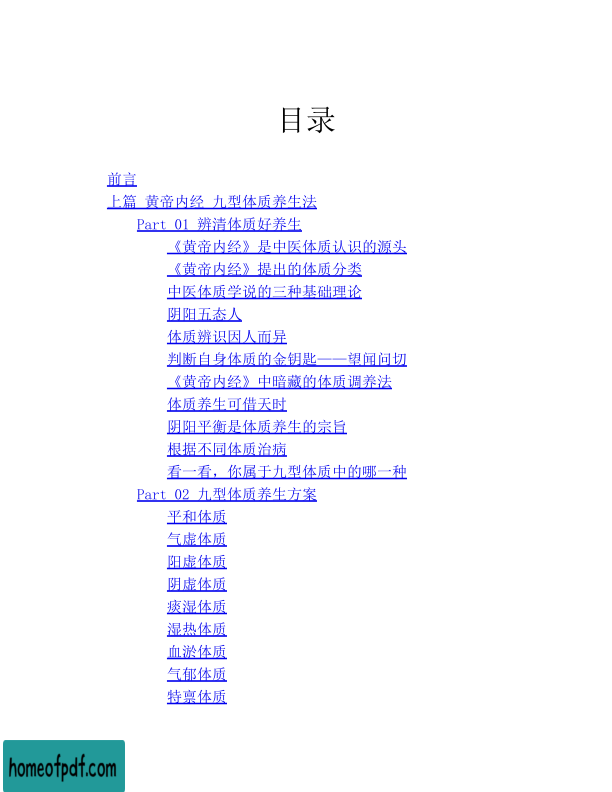 目录
前言
上篇 黄帝内经 九型体质养生法
Part 01 辨清体质好养生
《黄帝内经》是中医体质认识的源头
《黄帝内经》提出的体质分类
中医体质学说的三种基础理论
阴阳五态人
体质辨识因人而异
判断自身体质的金钥匙——望闻问切
《黄帝内经》中暗藏的体质调养法
体质养生可借天时
阴阳平衡是体质养生的宗旨
根据不同体质治病
看一看，你属于九型体质中的哪一种
Part 02 九型体质养生方案
平和体质
气虚体质
阳虚体质
阴虚体质
痰湿体质
湿热体质
血淤体质
气郁体质
特禀体质
homeofpdf.com